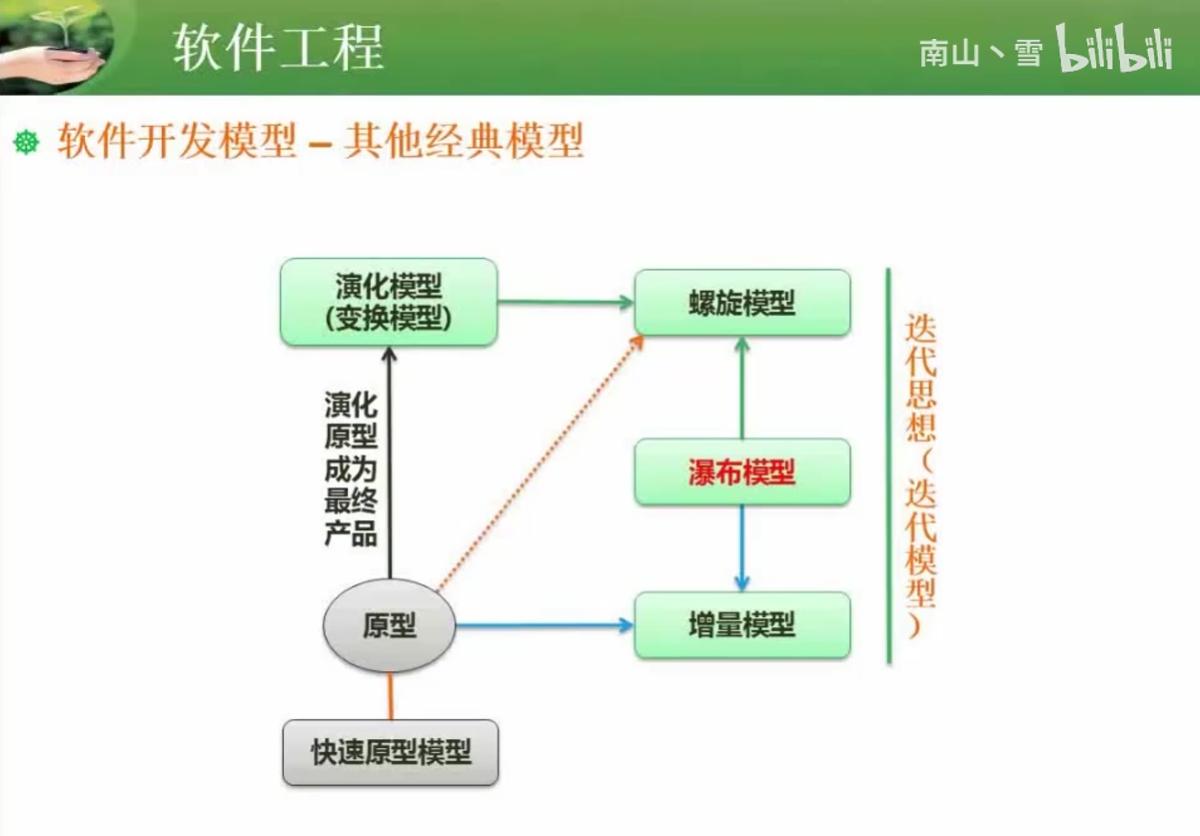 软件工程
南山丶雪 bilibili
软件开发模型 – 其他经典模型
演化模型
(变换模型)
螺旋模型
演化
原型
成为
最终
产品
瀑布模型
原型
增量模型
快速原型模型
迭代思想（迭代模型）